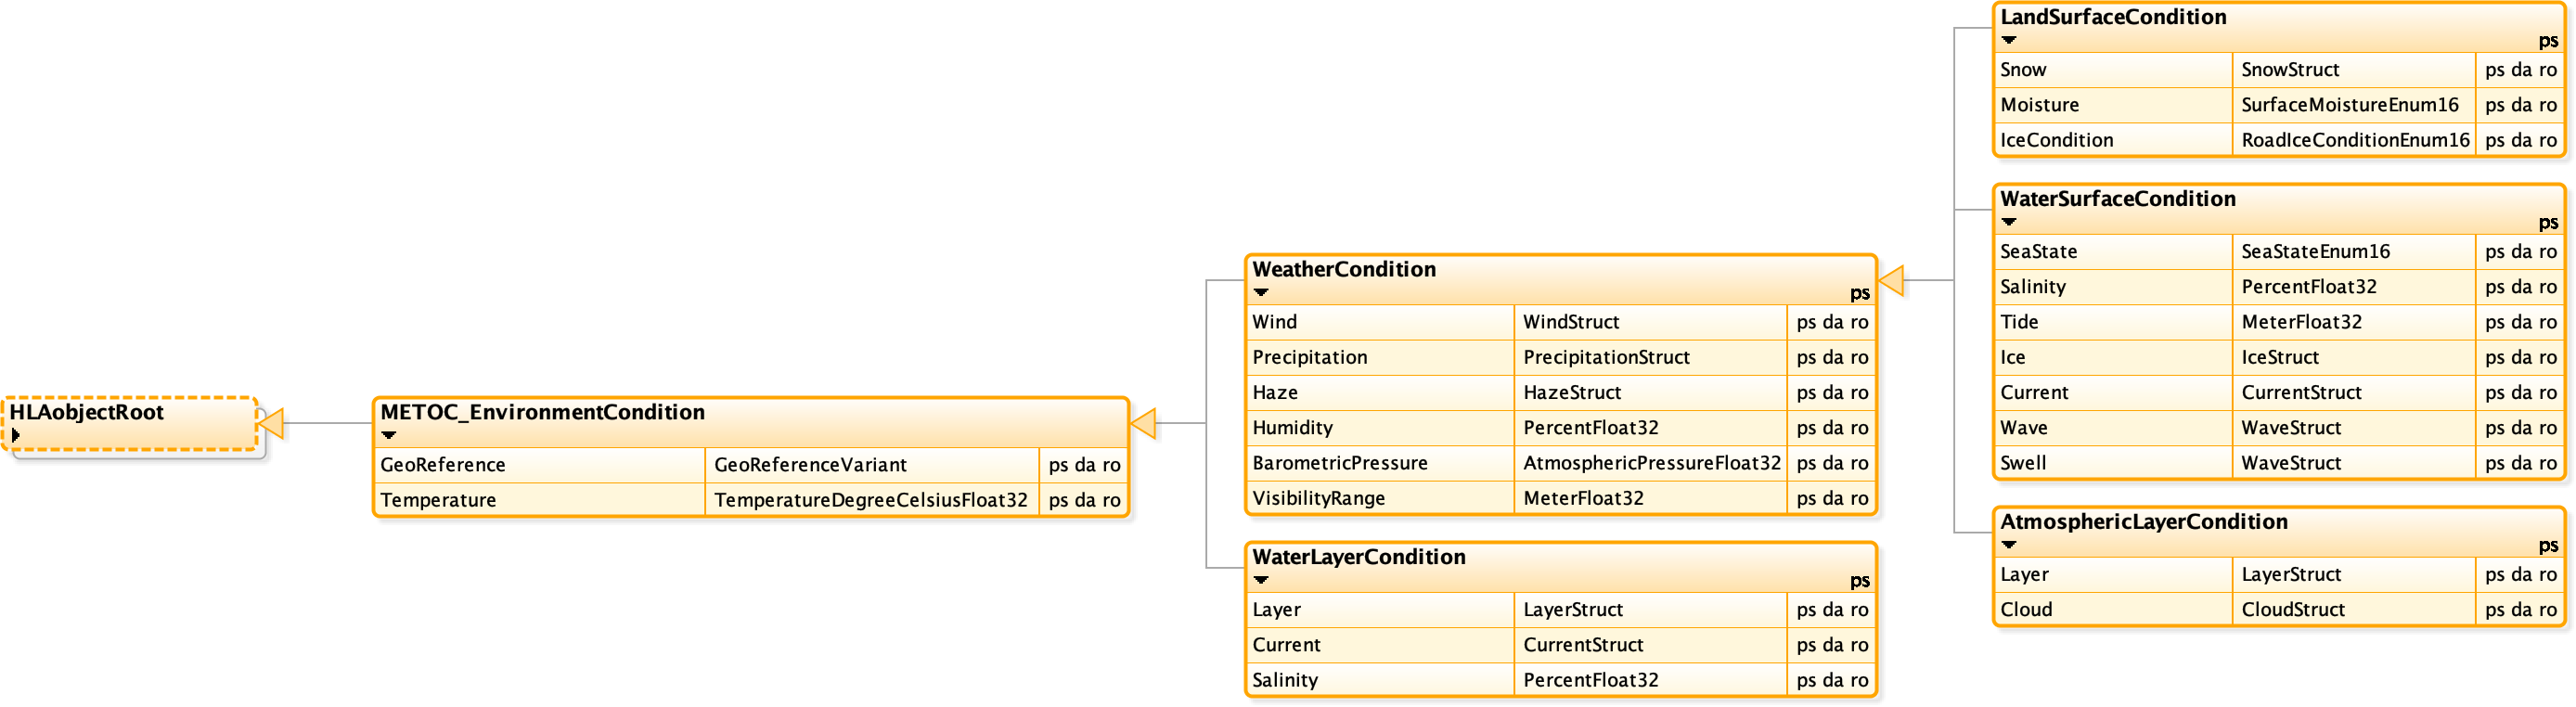 HLAobjectRoot
METOC_EnvironmentCondition
GeoReference GeoReferenceVariant ps da ro
Temperature TemperatureDegreeCelsiusFloat32 ps da ro
WeatherCondition
ps
Wind WindStruct ps da ro
Precipitation PrecipitationStruct ps da ro
Haze HazeStruct ps da ro
Humidity PercentFloat32 ps da ro
BarometricPressure AtmosphericPressureFloat32 ps da ro
VisibilityRange MeterFloat32 ps da ro
WaterLayerCondition
ps
Layer LayerStruct ps da ro
Current CurrentStruct ps da ro
Salinity PercentFloat32 ps da ro
LandSurfaceCondition
ps
Snow SnowStruct ps da ro
Moisture SurfaceMoistureEnum16 ps da ro
IceCondition RoadIceConditionEnum16 ps da ro
WaterSurfaceCondition
ps
SeaState SeaStateEnum16 ps da ro
Salinity PercentFloat32 ps da ro
Tide MeterFloat32 ps da ro
Ice IceStruct ps da ro
Current CurrentStruct ps da ro
Wave WaveStruct ps da ro
Swell WaveStruct ps da ro
AtmosphericLayerCondition
ps
Layer LayerStruct ps da ro
Cloud CloudStruct ps da ro